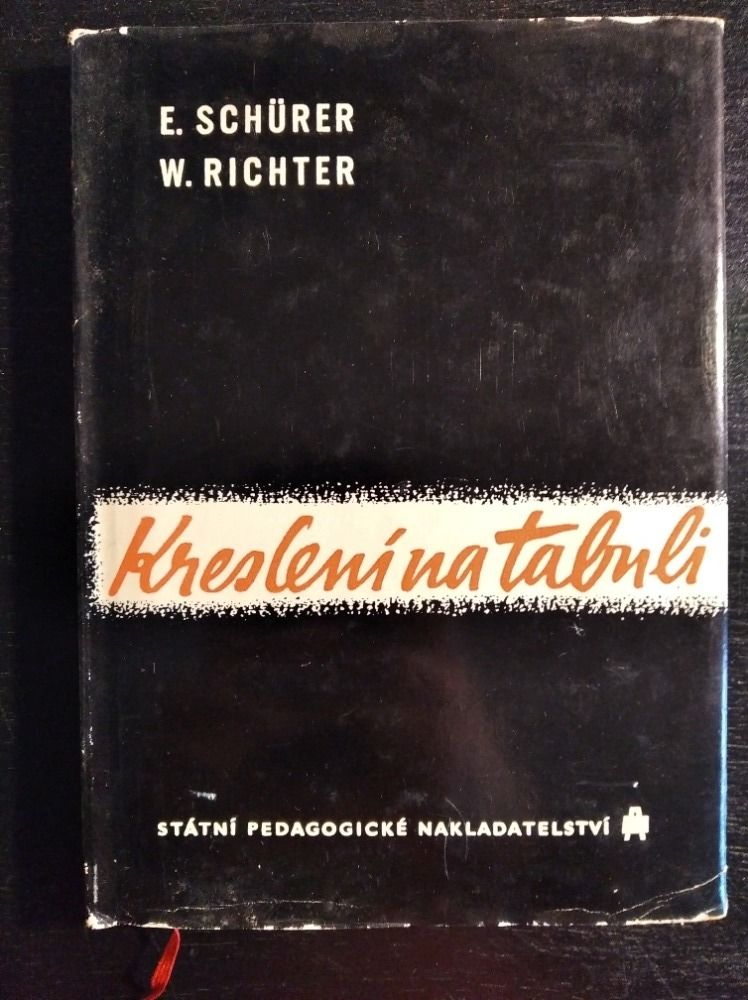 E. SCHÜRER
W. RICHTER
Kreslení na tabuli
STÁTNÍ PEDAGOGICKÉ NAKLADATELSTVÍ